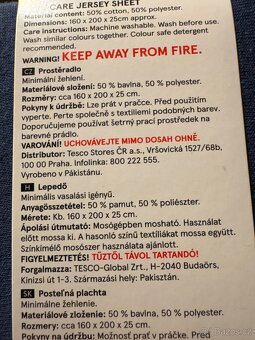 CARE JERSEY SHEET
Material composition: 50% cotton, 50% polyester.
Dimensions: 160 x 200 x 25cm approx.
Care instructions: Machine washable. Wash before use.
Wash similar colours together. Colour safe detergent
recommended.
WARNING! KEEP AWAY FROM FIRE.
CZ Prostěradlo
Minimální žehlení.
Materiálové složení: 50 % bavlna, 50 % polyester.
Rozměry: cca 160 x 200 x 25 cm.
Pokyny k údržbě: Lze prát v pračce. Před použitím
vyperte. Perte společně s textiliemi podobných barev.
Doporučujeme používat šetrný prací prostředek na
barevné prádlo.
VAROVÁNÍ! UCHOVÁVEJTE MIMO DOSAH OHNĚ.
Distributor: Tesco Stores ČR a.s., Vršovická 1527/68b,
100 00 Praha. Infolinka: 800 222 555.
Vyrobeno v Pákistánu.
H Lepedő
Minimális vasalási igényű.
Anyagösszetétel: 50 % pamut, 50 % poliészter.
Mérete: Kb. 160 x 200 x 25 cm.
Ápolási útmutató: Mosógépben mosható. Használat
előtt mossa ki. A hasonló színű textíliákat mossa együtt.
Színkímélő mosószer használata ajánlott.
FIGYELMEZTETÉS! TŰZTŐL TÁVOL TARTANDÓ!
Forgalmazza: TESCO-Global Zrt., H-2040 Budaörs,
Kinizsi út 1-3. Származási hely: Pakisztán.
SK Posteľná plachta
Minimálne žehlenie.
Materiálové zloženie: 50 % bavlna, 50 % polyester.
Rozmery: cca 160 x 200 x 25 cm.
Pokyny na údržbu: Možnosť prať v práčke. Pred